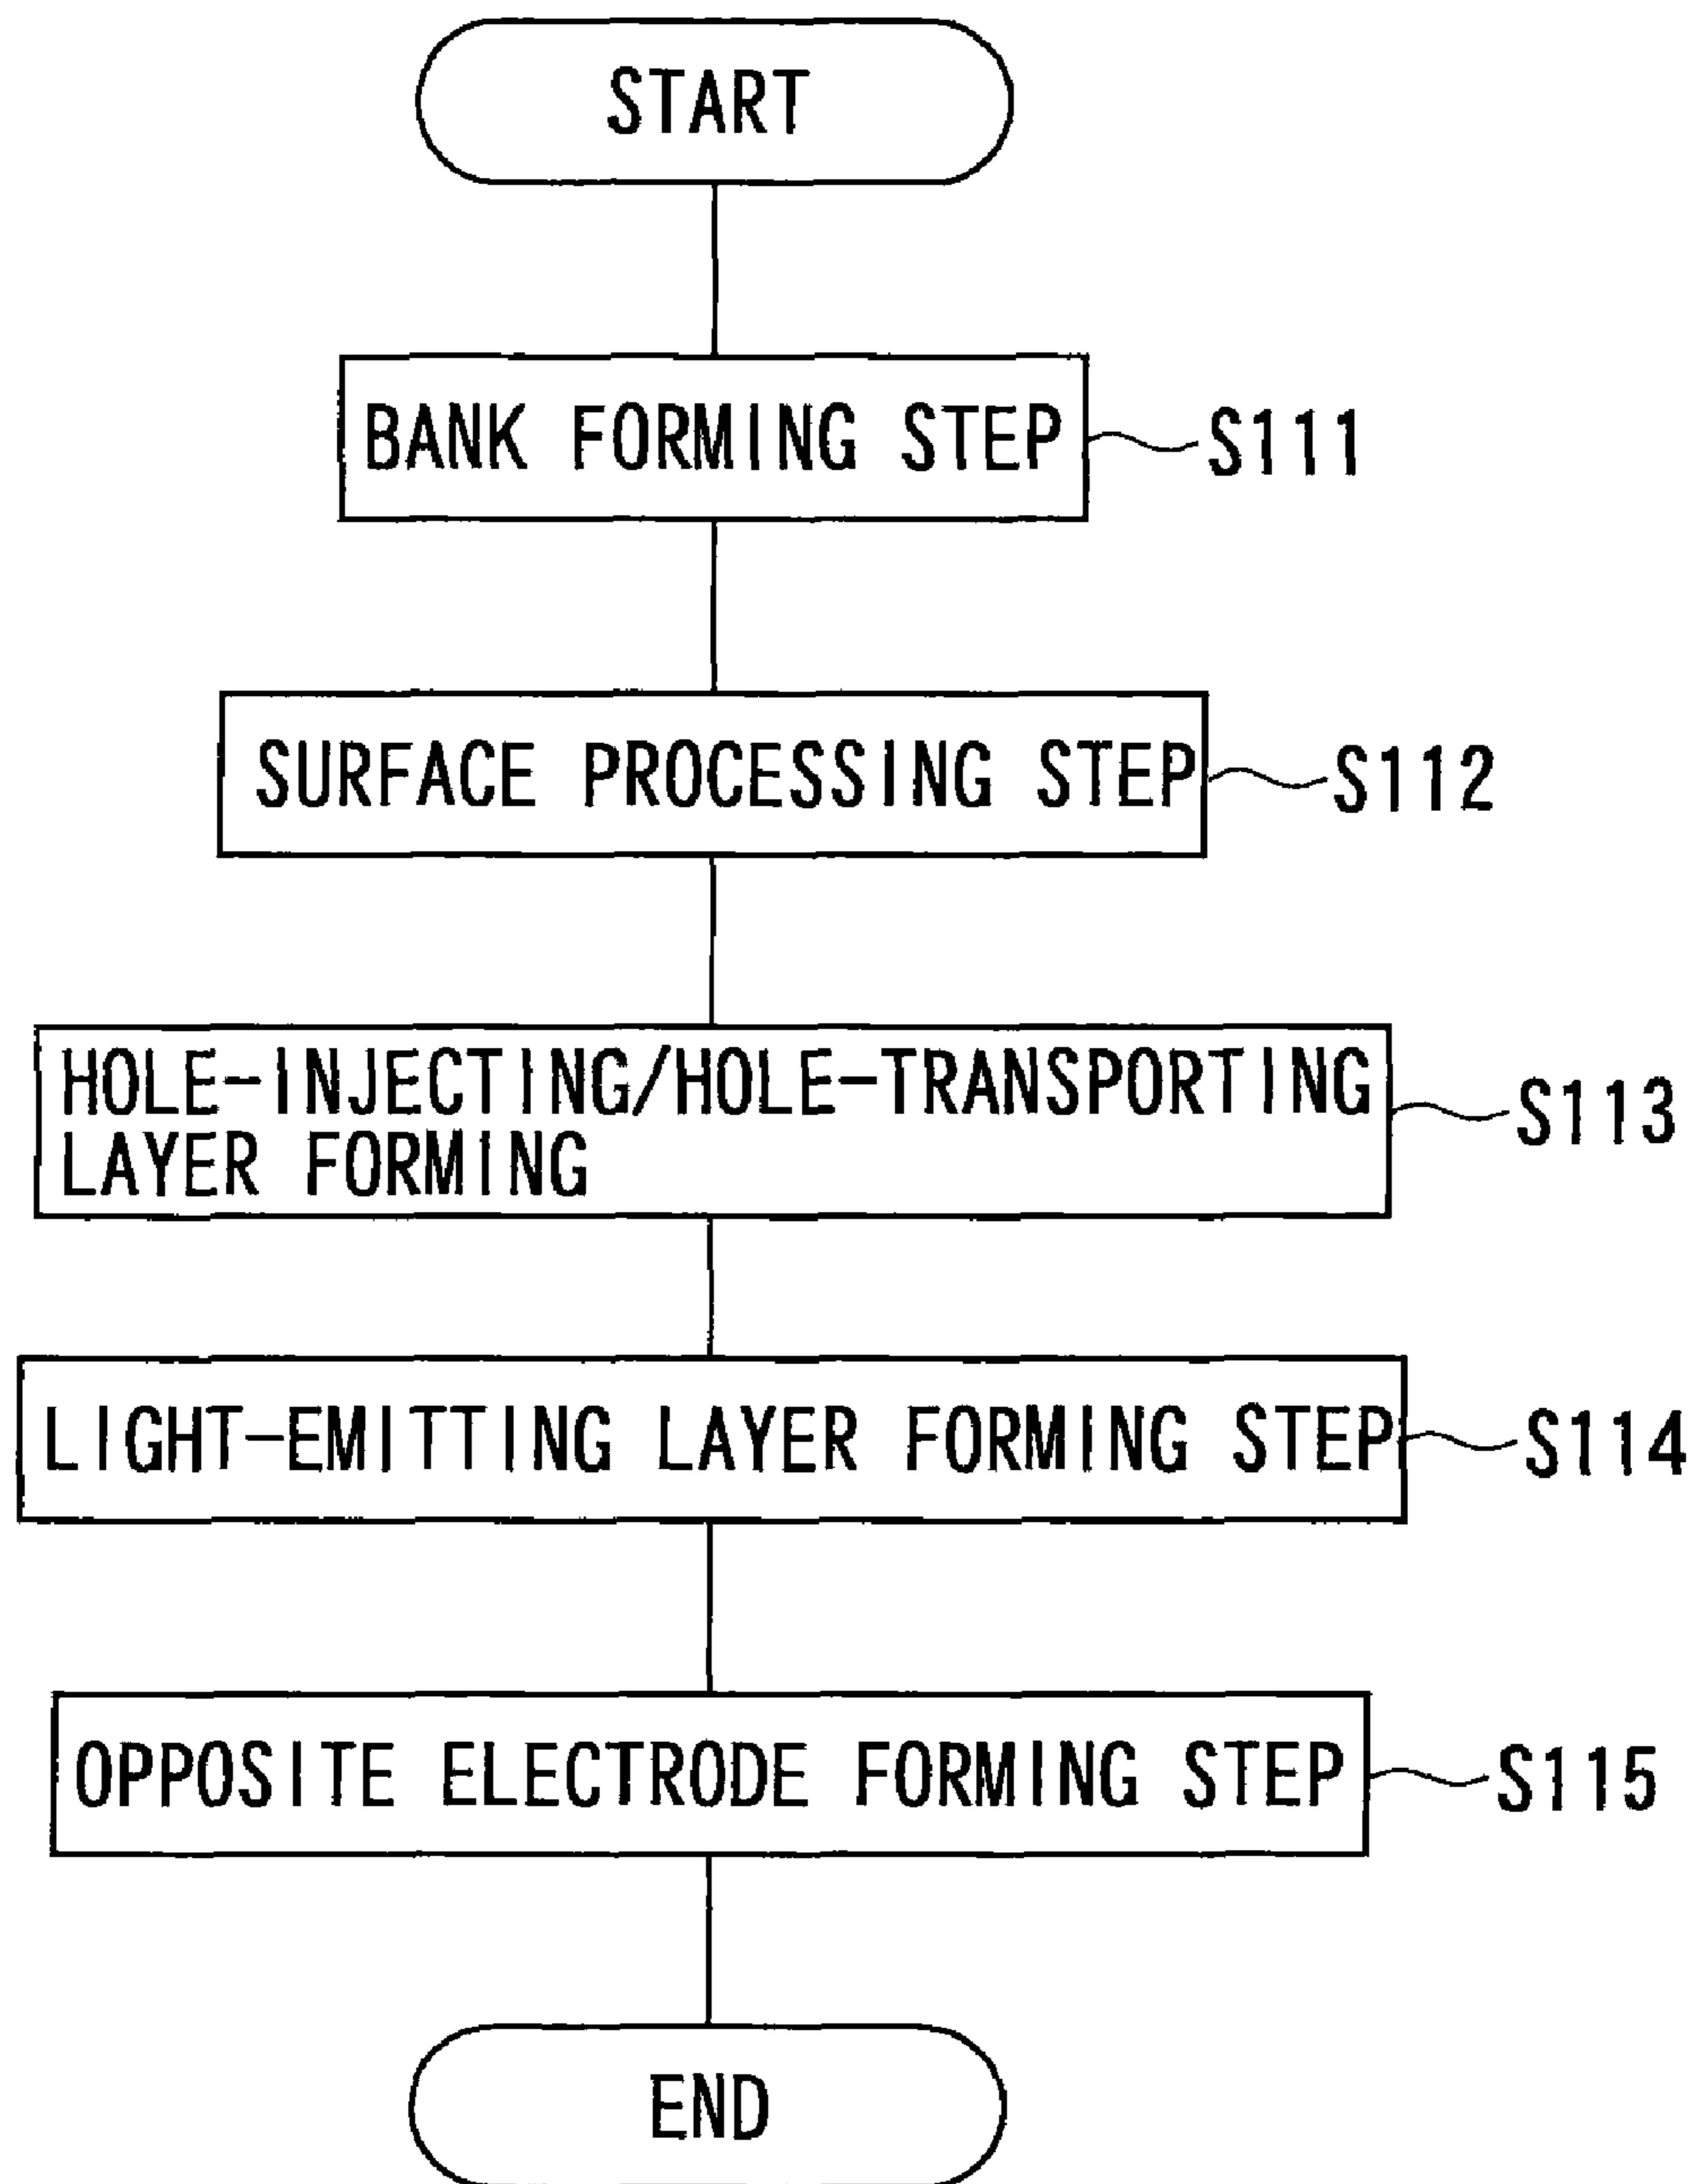 START
BANK FORMING STEP
S111
SURFACE PROCESSING STEP
S112
HOLE-INJECTING/HOLE-TRANSPORTING
LAYER FORMING
S113
LIGHT-EMITTING LAYER FORMING STEP
S114
OPPOSITE ELECTRODE FORMING STEP
S115
END